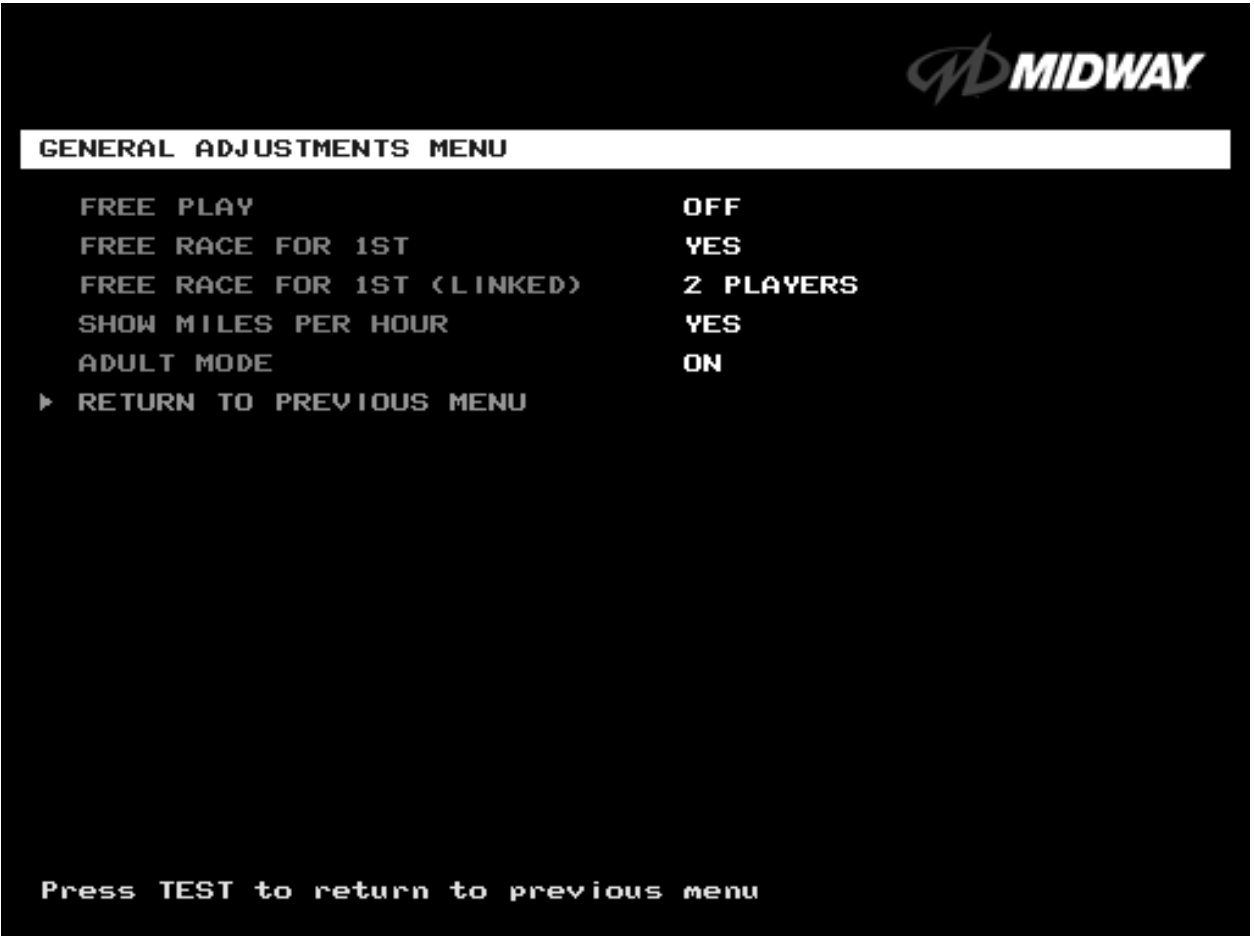 MIDWAY
GENERAL ADJUSTMENTS MENU
FREE PLAY OFF
FREE RACE FOR 1ST YES
FREE RACE FOR 1ST (LINKED) 2 PLAYERS
SHOW MILES PER HOUR YES
ADULT MODE ON
RETURN TO PREVIOUS MENU
Press TEST to return to previous menu